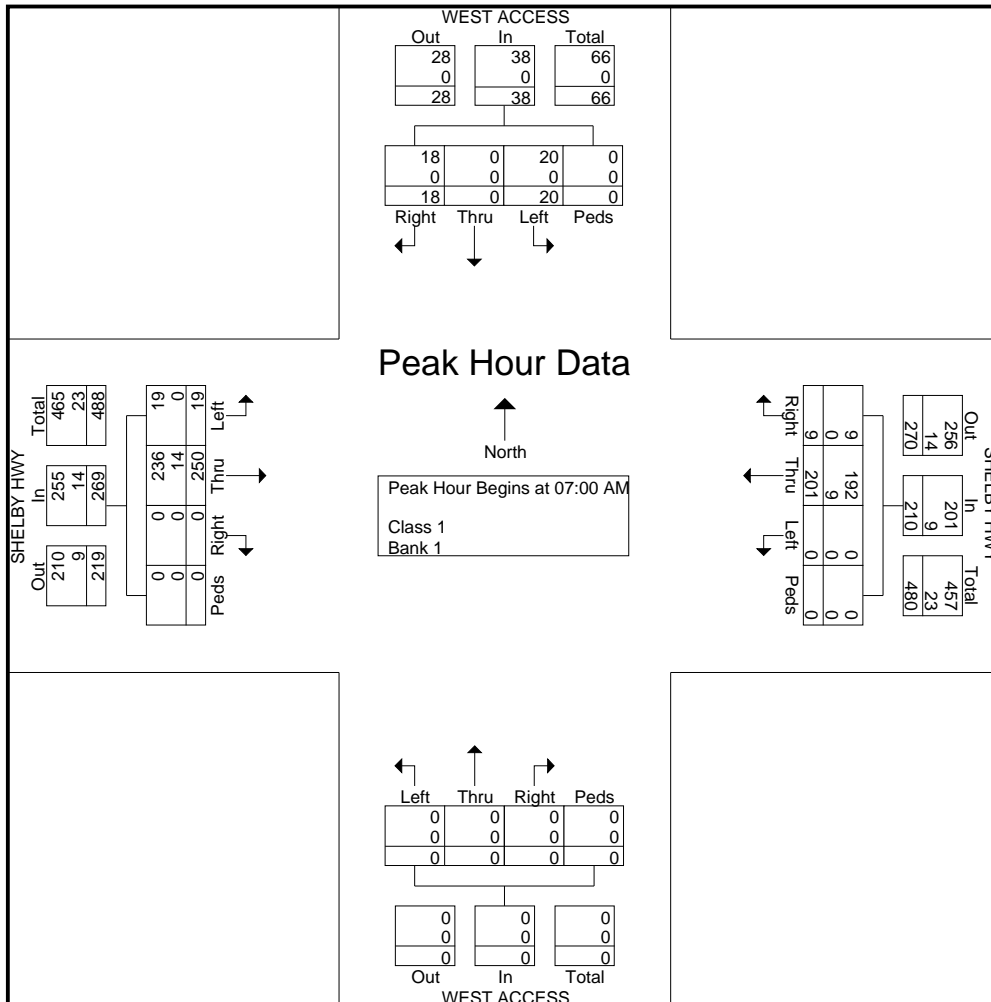 WEST ACCESS
Out In Total
28 38 66
0 0 0
28 38 66
18 0 20 0
0 0 0 0
18 0 20 0
Right Thru Left Peds
Peak Hour Data
North
Peak Hour Begins at 07:00 AM
Class 1
Bank 1
SHELBY HWY
Out In Total
210 255 465
9 14 23
219 269 488
19 236 0 0
0 14 0 0
19 250 0 0
Left Thru Right Peds
SHELBY HWY
Out In Total
256 201 457
14 9 23
270 210 480
9 192 0 0
0 9 0 0
9 201 0 0
Right Thru Left Peds
Left Thru Right Peds
0 0 0 0
0 0 0 0
0 0 0 0
0 0 0
0 0 0
0 0 0
Out In Total
WEST ACCESS